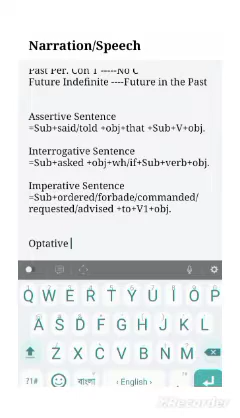 Narration/Speech
Past Per. Con T -----No C
Future Indefinite ----Future in the Past
Assertive Sentence
=Sub+said/told +obj+that +Sub+V+obj.
Interrogative Sentence
=Sub+asked +obj+wh/if+Sub+verb+obj.
Imperative Sentence
=Sub+ordered/forbade/commanded/
requested/advised +to+V1+obj.
Optative
Q W E R T Y U I O P
A S D F G H J K L
Z X C V B N M
?1# বাংলা ‹ English ›
Recorder